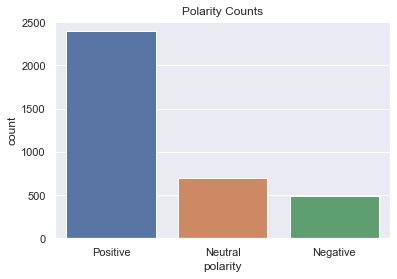 Polarity Counts
2500
2000
1500
1000
500
0
count
Positive
Neutral
Negative
polarity